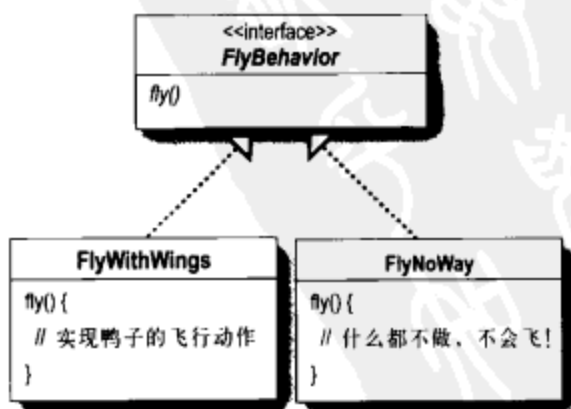 <<interface>>
FlyBehavior
fly()
FlyWithWings
fly() {
// 实现鸭子的飞行动作
}
FlyNoWay
fly() {
// 什么都不做、不会飞!
}